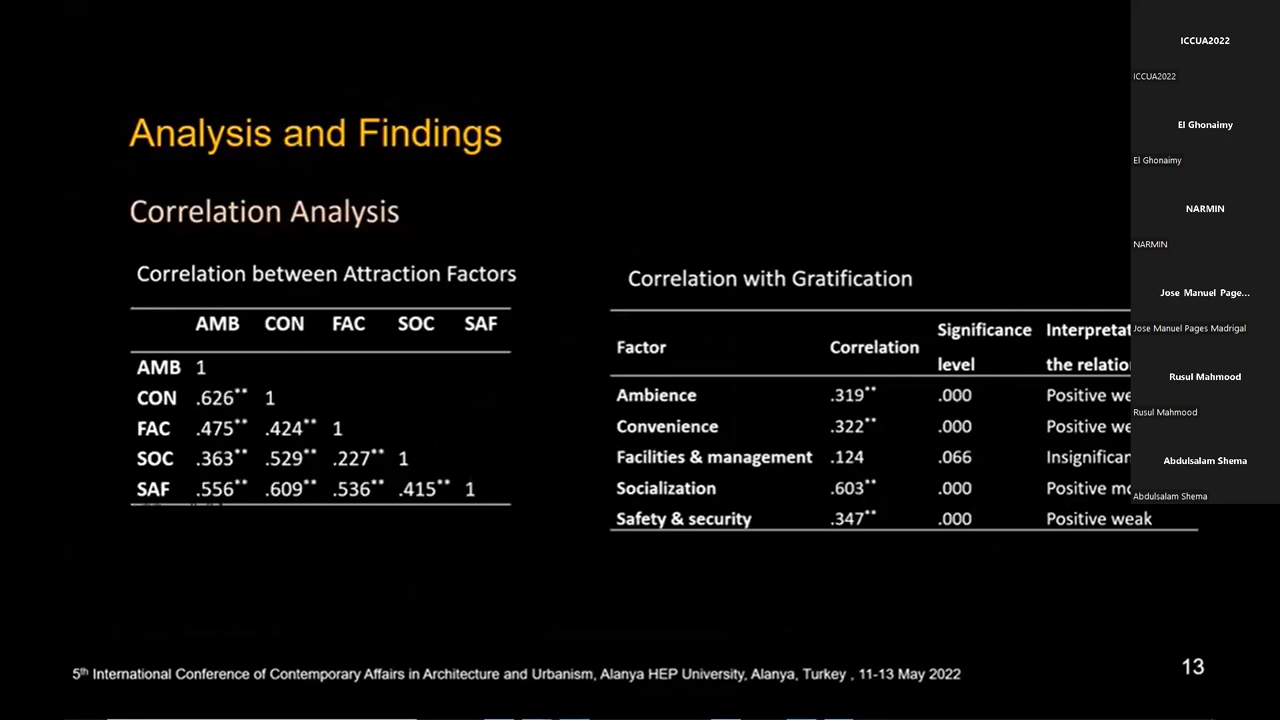 Analysis and Findings
Correlation Analysis
Correlation between Attraction Factors
AMB CON FAC SOC SAF
AMB 1
CON .626** 1
FAC .475** .424** 1
SOC .363** .529** .227** 1
SAF .556** .609** .536** .415** 1
Correlation with Gratification
Factor Correlation Significance level the
Ambience .319** .000 Positive
Convenience .322** .000 Positive
Facilities & management .124 .066
Socialization .603** .000 Positive
Safety & security .347** .000 Positive weak
5th International Conference of Contemporary Affairs in Architecture and Urbanism, Alanya HEP University, Alanya, Turkey , 11-13 May 2022
13
ICCUA2022
ICCUA2022
El Ghonaimy
El Ghonaimy
NARMIN
NARMIN
Jose Manuel Page...
Jose Manuel Pages Madrigal
Rusul Mahmood
Rusul Mahmood
Abdulsalam Shema
Abdulsalam Shema